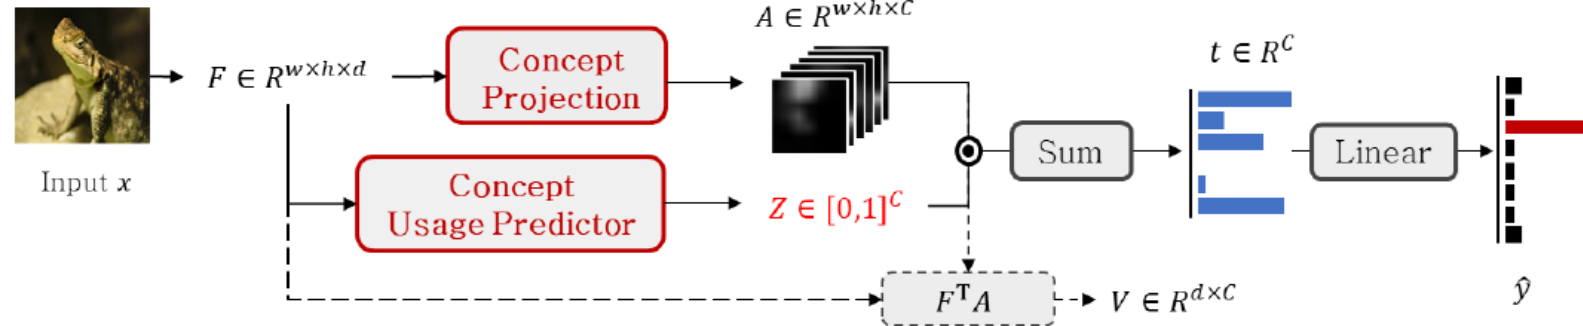 Input x
F ∈ R^{w×h×d}
Concept
Projection
Concept
Usage Predictor
A ∈ R^{w×h×C}
Z ∈ [0,1]^C
Sum
t ∈ R^C
Linear
ŷ
F^T A
V ∈ R^{d×C}